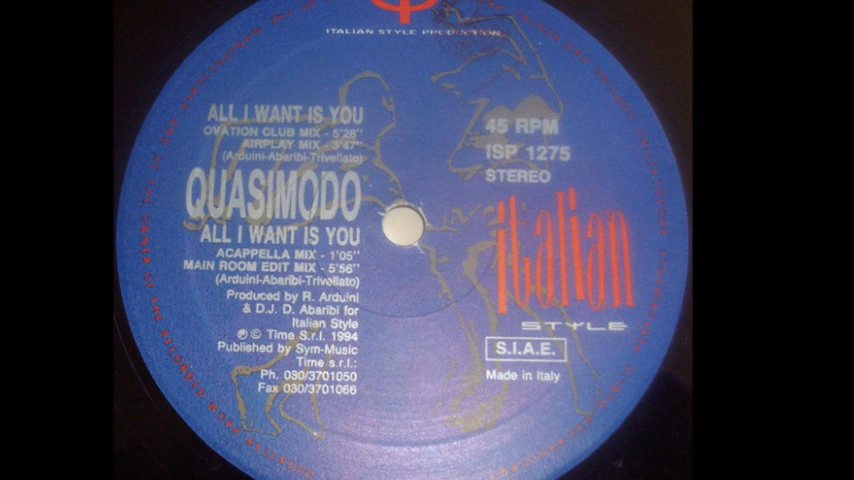 ITALIAN STYLE PRODUCTION
ALL I WANT IS YOU
OVATION CLUB MIX - 5'28"
AIRPLAY MIX - 3'47"
(Arduini-Abaribi-Trivellato)
QUASIMODO
ALL I WANT IS YOU
ACAPPELLA MIX - 1'05"
MAIN ROOM EDIT MIX - 5'56"
(Arduini-Abaribi-Trivellato)
Produced by R. Arduini
& D.J. D. Abaribi for
Italian Style
℗ © Time S.r.l. 1994
Published by Sym-Music
Time s.r.l.:
Ph. 030/3701050
Fax 030/3701066
45 RPM
ISP 1275
STEREO
italian
STYLE
S.I.A.E.
Made in Italy